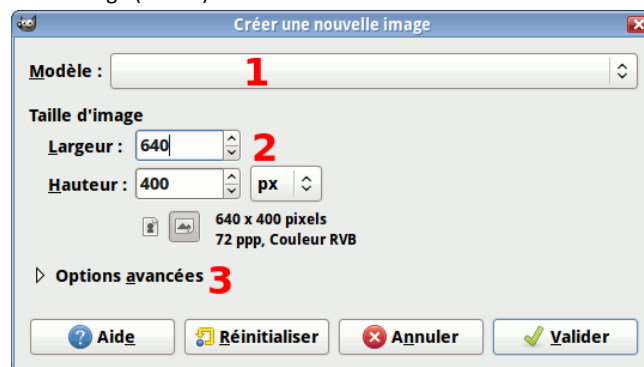 Créer une nouvelle image
Modèle : 1
Taille d'image
Largeur : 640 2
Hauteur : 400 px
640 x 400 pixels
72 ppp, Couleur RVB
Options avancées 3
Aide Réinitialiser Annuler Valider